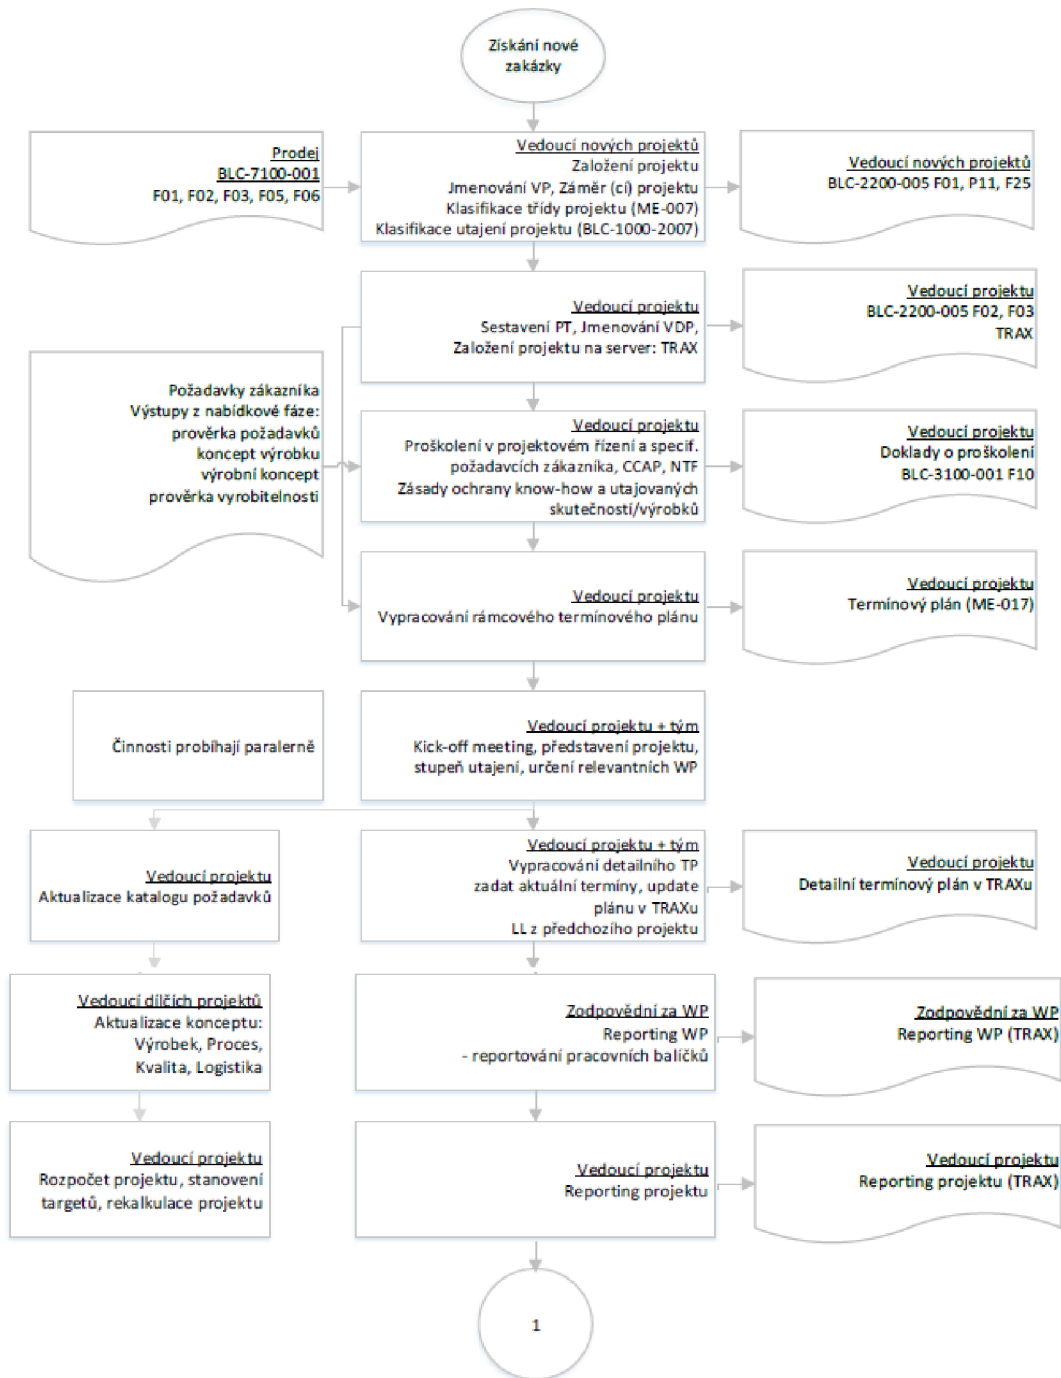 Získání nové
zakázky
Prodej
BLC-7100-001
F01, F02, F03, F05, F06
Vedoucí nových projektů
Založení projektu
Jmenování VP, Záměr (cí) projektu
Klasifikace třídy projektu (ME-007)
Klasifikace utajení projektu (BLC-1000-2007)
Vedoucí nových projektů
BLC-2200-005 F01, P11, F25
Vedoucí projektu
Sestavení PT, Jmenování VDP,
Založení projektu na server: TRAX
Vedoucí projektu
BLC-2200-005 F02, F03
TRAX
Požadavky zákazníka
Výstupy z nabídkové fáze:
prověrka požadavků
koncept výrobku
výrobní koncept
prověrka vyrobitelnosti
Vedoucí projektu
Proškolení v projektovém řízení a specif.
požadavcích zákazníka, CCAP, NTF
Zásady ochrany know-how a utajovaných
skutečností/výrobků
Vedoucí projektu
Doklady o proškolení
BLC-3100-001 F10
Vedoucí projektu
Vypracování rámcového termínového plánu
Vedoucí projektu
Termínový plán (ME-017)
Činnosti probíhají paralerně
Vedoucí projektu + tým
Kick-off meeting, představení projektu,
stupeň utajení, určení relevantních WP
Vedoucí projektu
Aktualizace katalogu požadavků
Vedoucí projektu + tým
Vypracování detailního TP
zadat aktuální termíny, update
plánu v TRAXu
LL z předchozího projektu
Vedoucí projektu
Detailní termínový plán v TRAXu
Vedoucí dílčích projektů
Aktualizace konceptu:
Výrobek, Proces,
Kvalita, Logistika
Zodpovědní za WP
Reporting WP
- reportování pracovních balíčků
Zodpovědní za WP
Reporting WP (TRAX)
Vedoucí projektu
Rozpočet projektu, stanovení
targetů, rekalkulace projektu
Vedoucí projektu
Reporting projektu
Vedoucí projektu
Reporting projektu (TRAX)
1